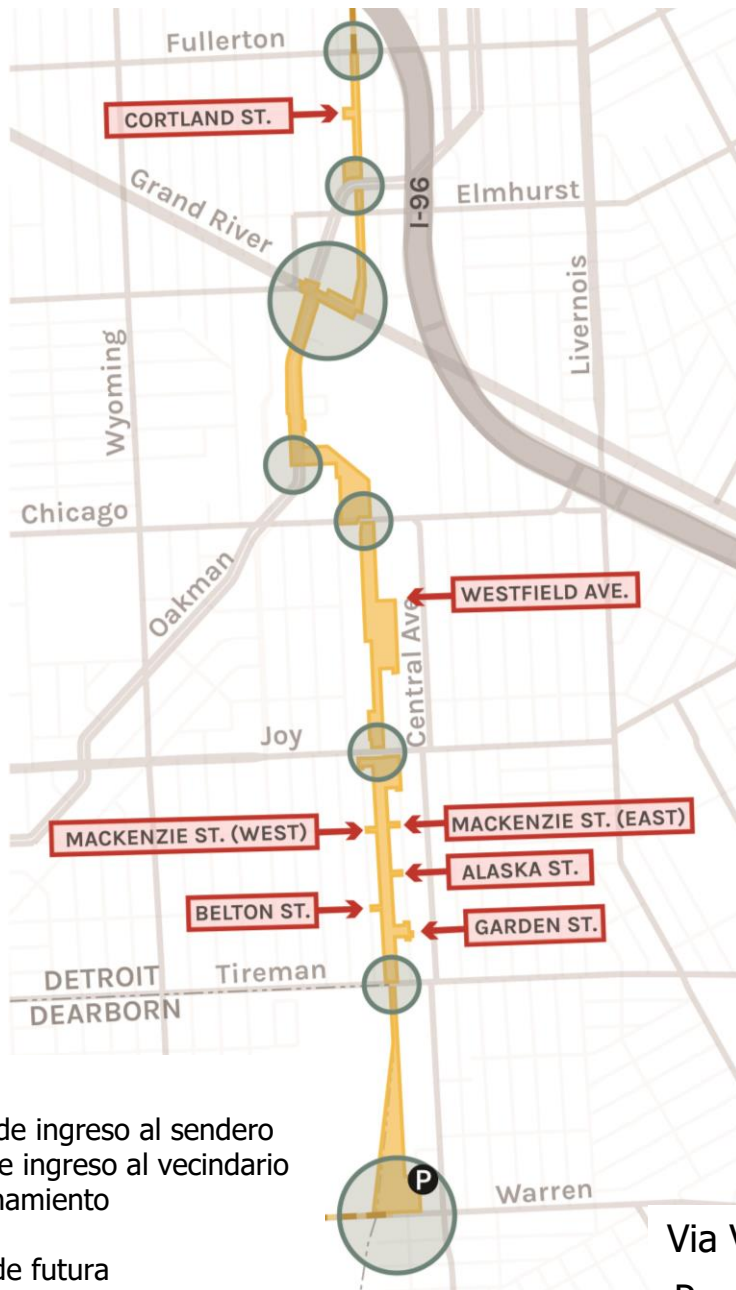 Fullerton
CORTLAND ST.
Grand River
Elmhurst
I-96
Livernois
Wyoming
Chicago
Oakman
WESTFIELD AVE.
Central Ave
Joy
MACKENZIE ST. (WEST)
MACKENZIE ST. (EAST)
ALASKA ST.
BELTON ST.
GARDEN ST.
DETROIT
Tireman
DEARBORN
de ingreso al sendero
e ingreso al vecindario
namiento
P
Warren
de futura
Via